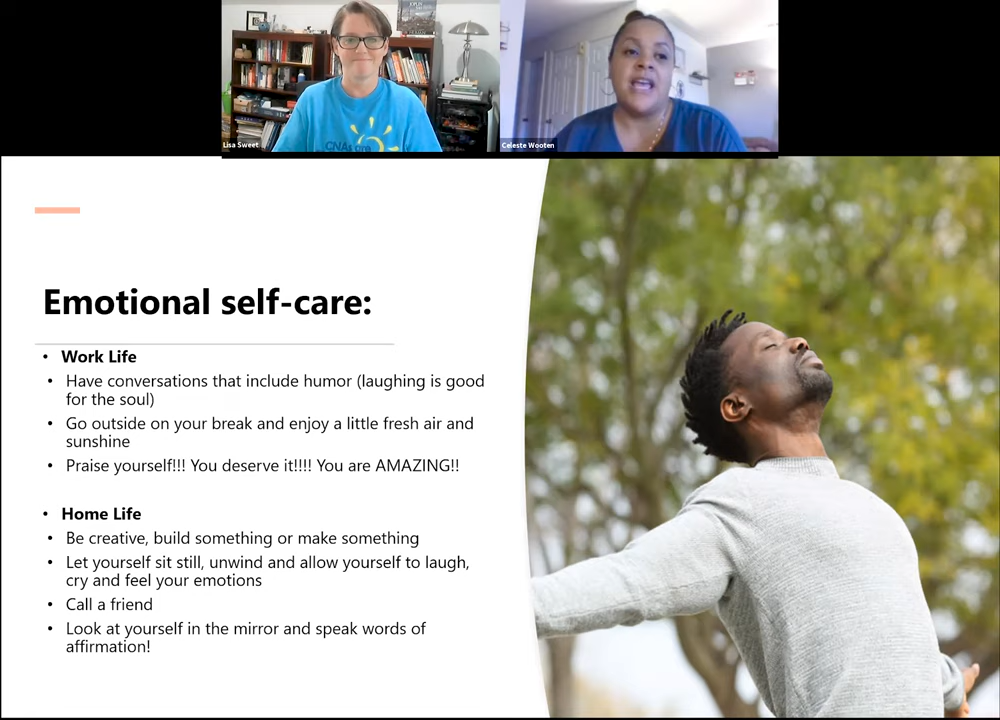 JOPLIN
CNAs are
Lisa Sweet
Celeste Wooten
Emotional self-care:
• Work Life
• Have conversations that include humor (laughing is good
for the soul)
• Go outside on your break and enjoy a little fresh air and
sunshine
• Praise yourself!!! You deserve it!!!! You are AMAZING!!
• Home Life
• Be creative, build something or make something
• Let yourself sit still, unwind and allow yourself to laugh,
cry and feel your emotions
• Call a friend
• Look at yourself in the mirror and speak words of
affirmation!